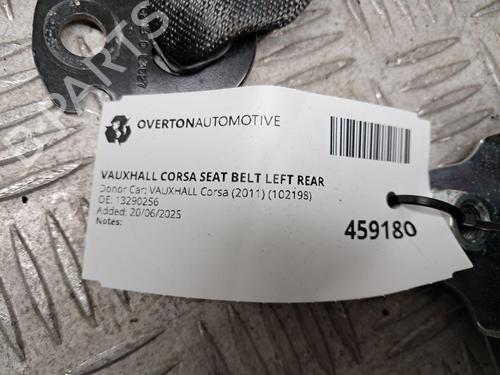 OVERTONAUTOMOTIVE
VAUXHALL CORSA SEAT BELT LEFT REAR
Donor Car: VAUXHALL Corsa (2011) (102198)
OE: 13290256
Added: 20/06/2025
Notes:
459180
B-PARTS